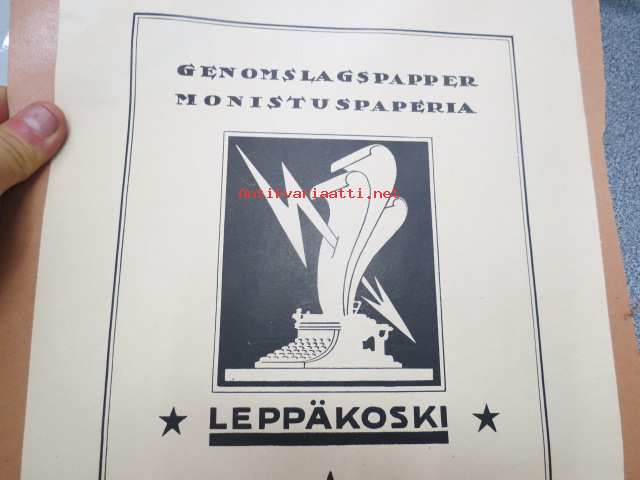 GENOMSLAGSPAPPER
MONISTUSPAPERIA
Antikvariaatti.net
LEPPÄKOSKI